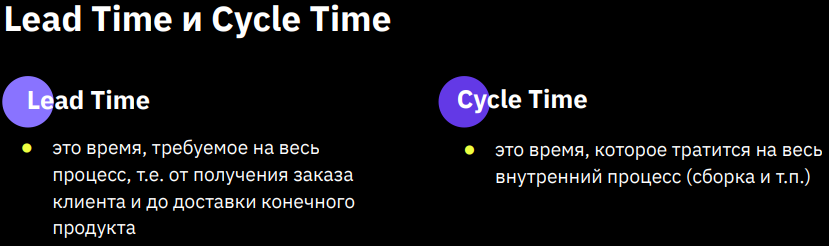 Lead Time и Cycle Time
Lead Time
это время, требуемое на весь
процесс, т.е. от получения заказа
клиента и до доставки конечного
продукта
Cycle Time
это время, которое тратится на весь
внутренний процесс (сборка и т.п.)